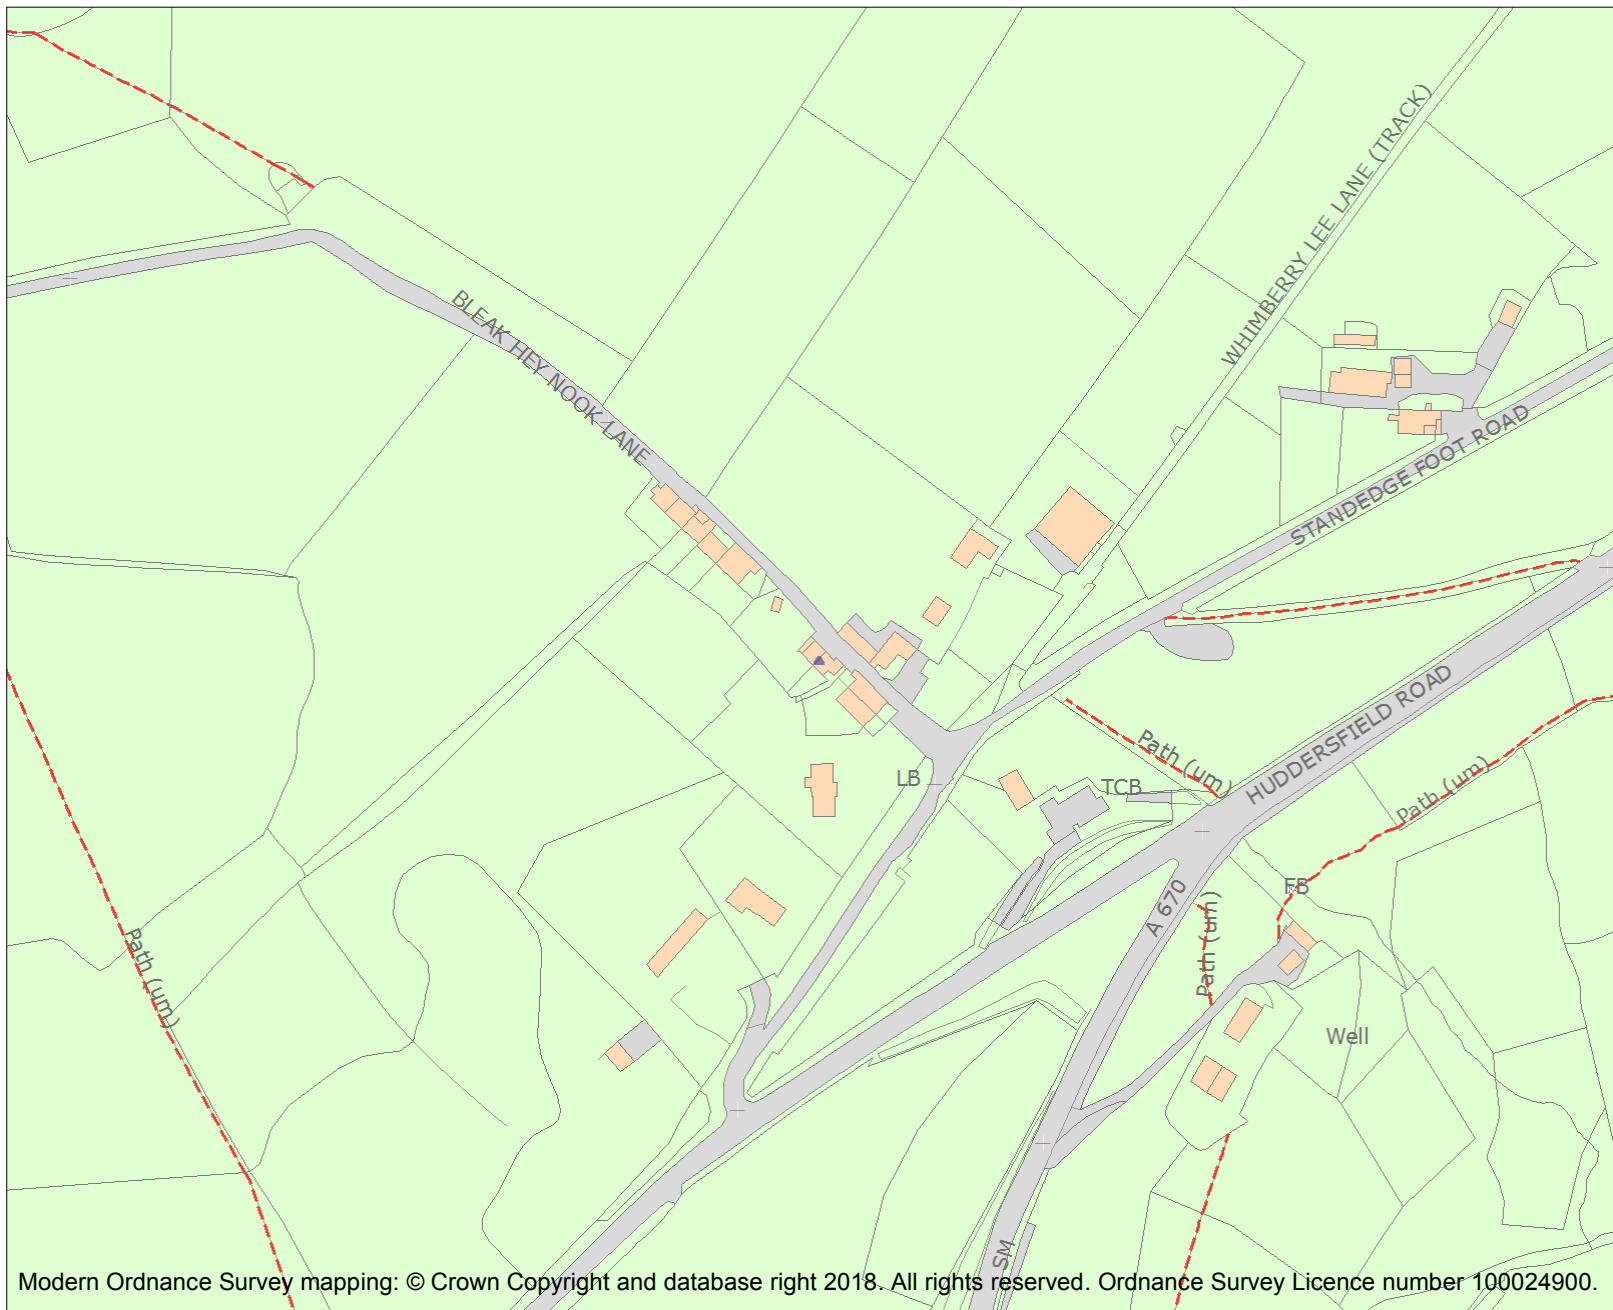 WHIMBERRY LEE LANE (TRACK)
BLEAK HEY NOOK LANE
STANDEDGE FOOT ROAD
HUDDERSFIELD ROAD
Path (um)
Path (um)
LB
TCB
FB
A 670
Path (um)
Path (um)
Well
SM
Modern Ordnance Survey mapping: © Crown Copyright and database right 2018. All rights reserved. Ordnance Survey Licence number 100024900.